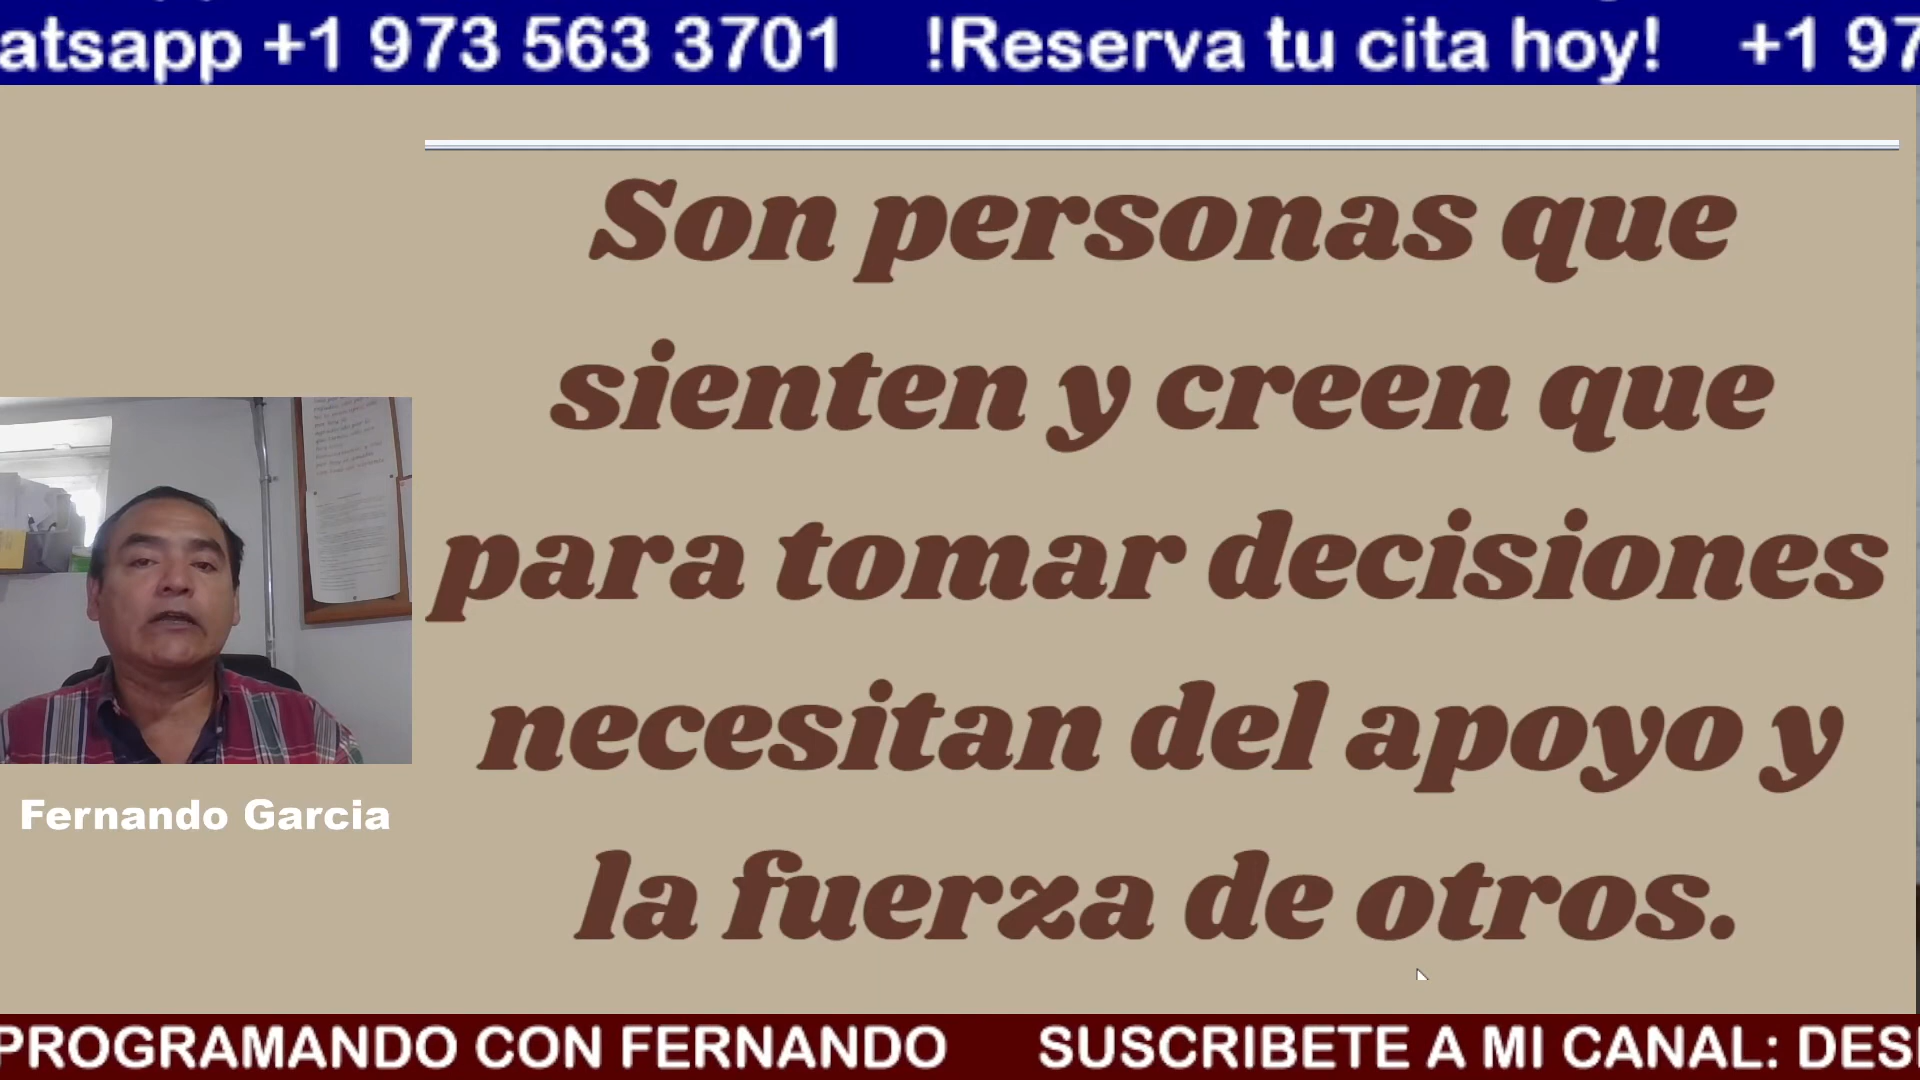 atsapp +1 973 563 3701 !Reserva tu cita hoy! +1 97
Son personas que
sienten y creen que
para tomar decisiones
necesitan del apoyo y
la fuerza de otros.
Fernando Garcia
PROGRAMANDO CON FERNANDO SUSCRIBETE A MI CANAL: DES